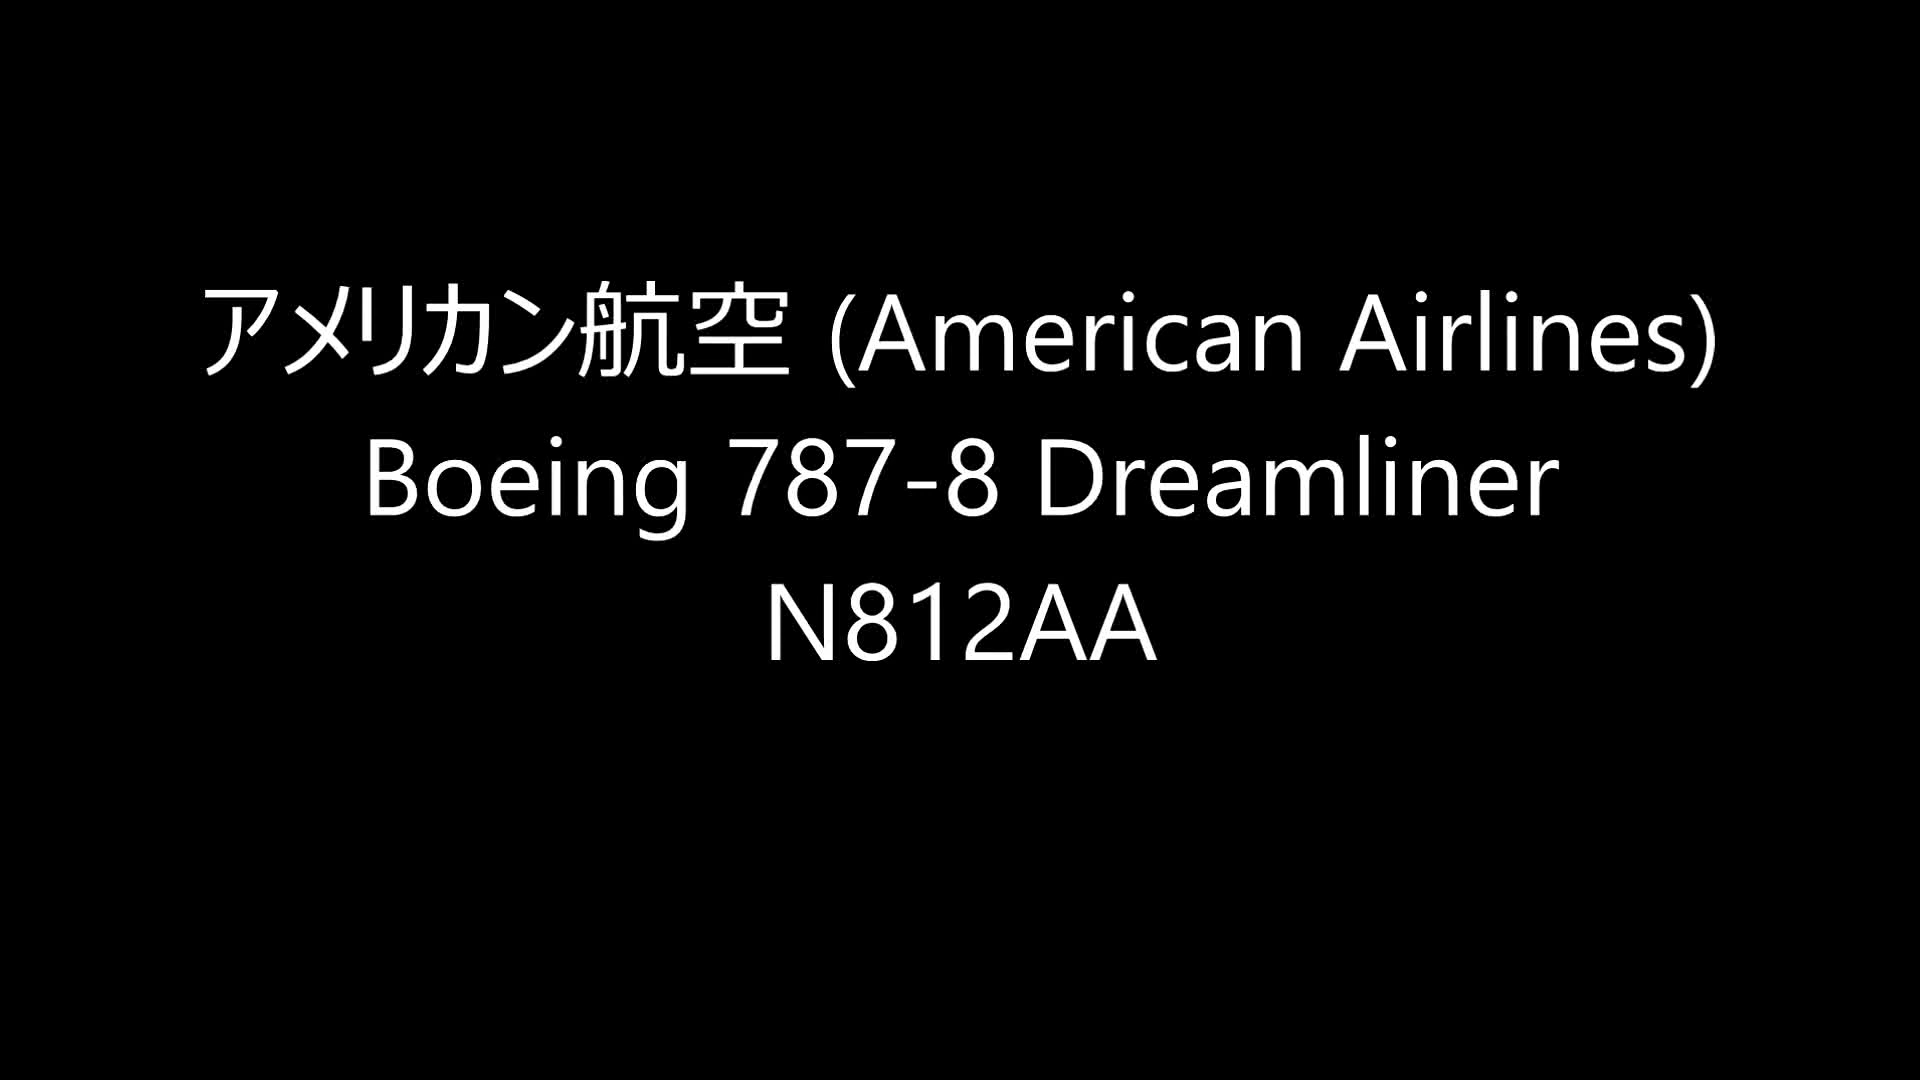 アメリカン航空 (American Airlines)
Boeing 787-8 Dreamliner
N812AA